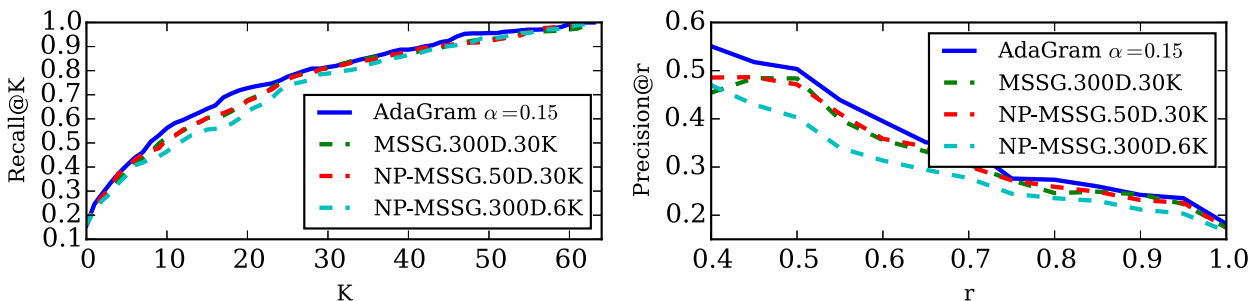 1.0
0.9
0.8
0.7
0.6
0.5
0.4
0.3
0.2
0.1
Recall@K
0 10 20 30 40 50 60
K
AdaGram α=0.15
MSSG.300D.30K
NP-MSSG.50D.30K
NP-MSSG.300D.6K
0.6
0.5
0.4
0.3
0.2
Precision@r
0.4 0.5 0.6 0.7 0.8 0.9 1.0
r
AdaGram α=0.15
MSSG.300D.30K
NP-MSSG.50D.30K
NP-MSSG.300D.6K